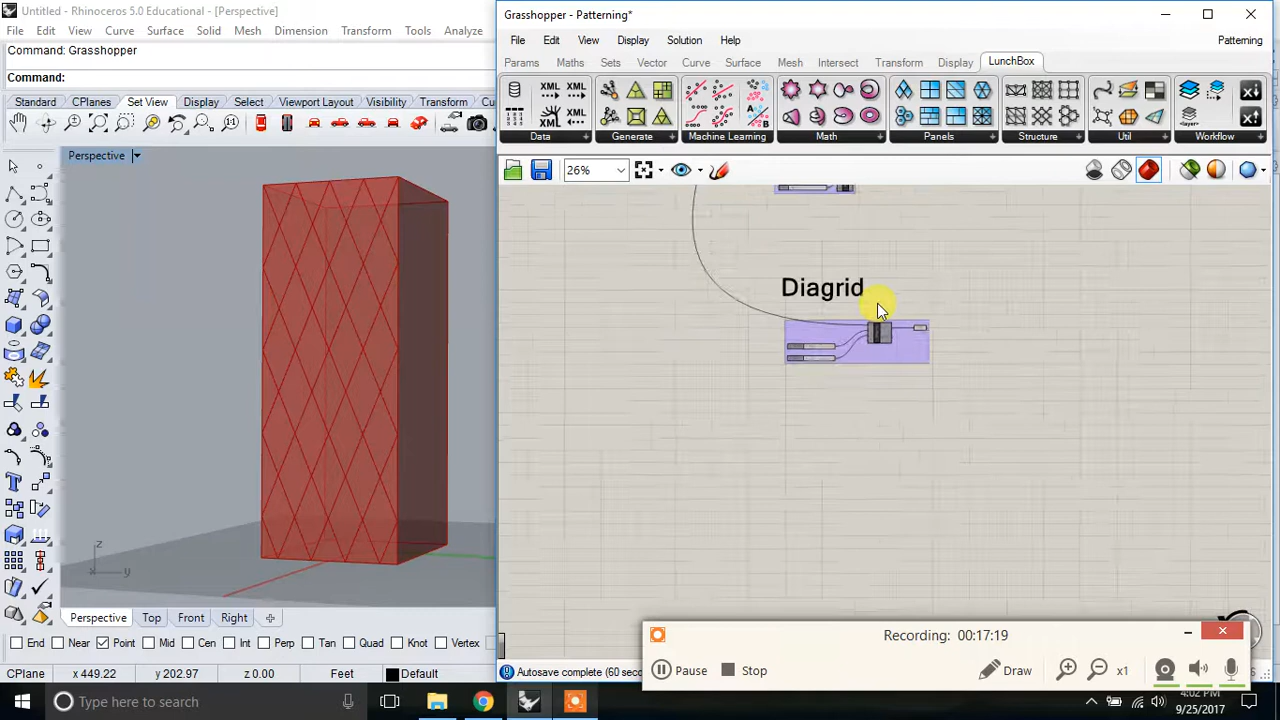 Untitled - Rhinoceros 5.0 Educational - [Perspective]
File Edit View Curve Surface Solid Mesh Dimension Transform Tools Analyze
Command: Grasshopper
Command:
Standard CPlanes Set View Display Select Viewport Layout Visibility Transform
Perspective
Grasshopper - Patterning*
File Edit View Display Solution Help
Patterning
Params Maths Sets Vector Curve Surface Mesh Intersect Transform Display LunchBox
XML XML
XML
Data Generate Machine Learning Math Panels Structure Util Workflow
26%
Diagrid
z
y
Perspective Top Front Right
End Near Point Mid Cen Int Perp Tan Quad Knot Vertex
CPlane x 449.22 y 202.97 z 0.00 Feet Default
Autosave complete (60 seco
Recording: 00:17:19
Pause Stop Draw x1
Type here to search
4:02 PM
9/25/2017